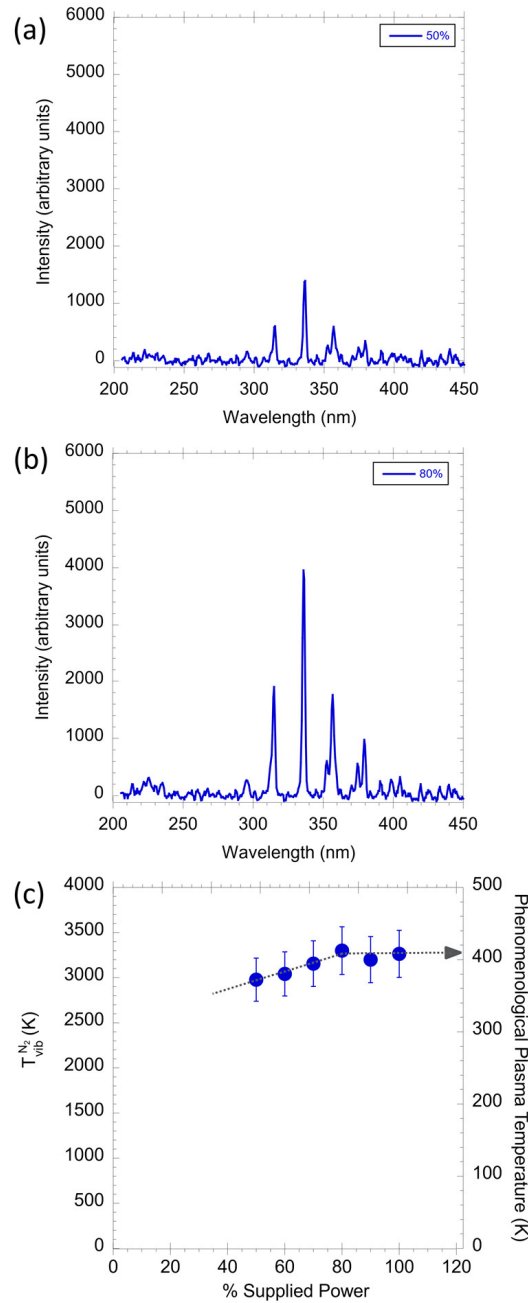 (a)
6000
5000
4000
3000
2000
1000
0
Intensity (arbitrary units)
50%
200 250 300 350 400 450
Wavelength (nm)
(b)
6000
5000
4000
3000
2000
1000
0
Intensity (arbitrary units)
80%
200 250 300 350 400 450
Wavelength (nm)
(c)
4000
3500
3000
2500
2000
1500
1000
500
0
T_vib^N₂ (K)
500
400
300
200
100
0
Phenomenological Plasma Temperature (K)
0 20 40 60 80 100 120
% Supplied Power